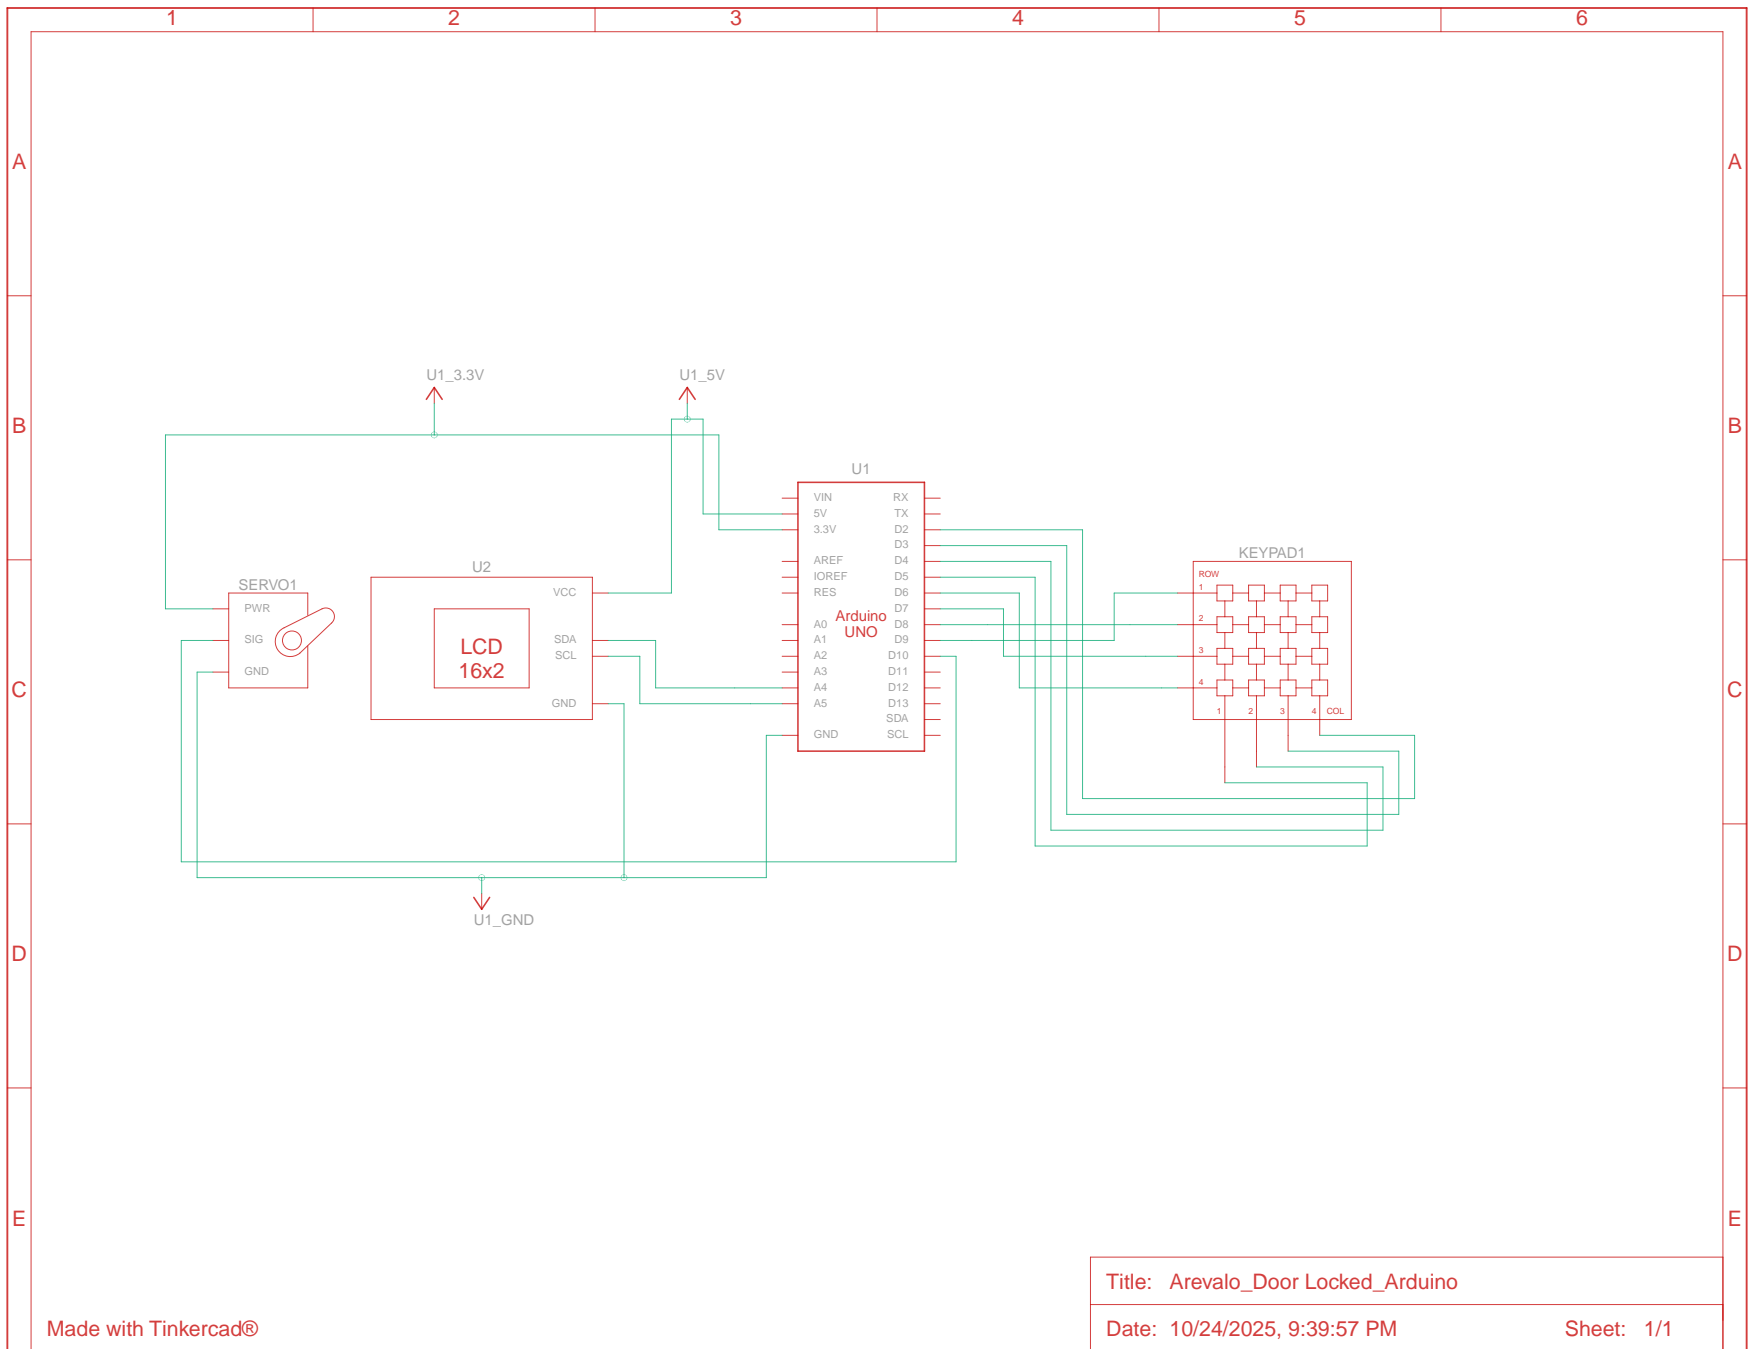 1 2 3 4 5 6
A A
U1_3.3V U1_5V
B B
U1
VIN RX
5V TX
3.3V D2
D3
AREF D4
IOREF D5
RES D6
D7
A0 D8
A1 D9
A2 D10
A3 D11
A4 D12
A5 D13
SDA
GND SCL
Arduino
UNO
SERVO1
PWR
SIG
GND
U2
VCC
SDA
SCL
GND
LCD
16x2
KEYPAD1
ROW
1
2
3
4
1 2 3 4 COL
C C
U1_GND
D D
E E
Title: Arevalo_Door Locked_Arduino
Made with Tinkercad®
Date: 10/24/2025, 9:39:57 PM Sheet: 1/1